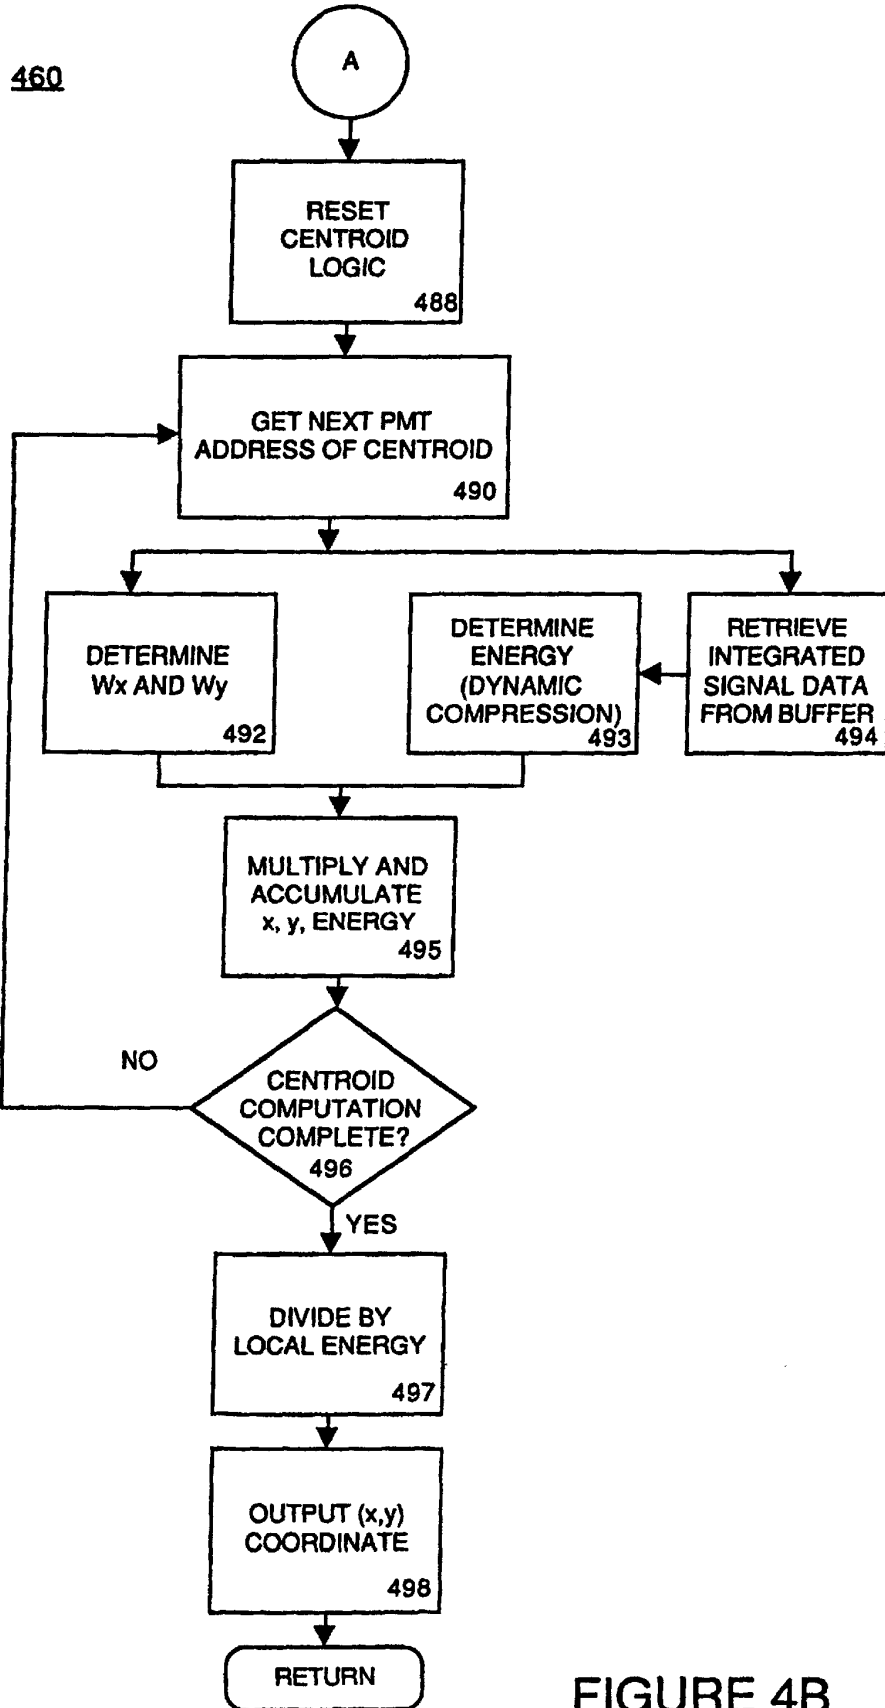 460
A
RESET
CENTROID
LOGIC
488
GET NEXT PMT
ADDRESS OF CENTROID
490
DETERMINE
Wx AND Wy
492
DETERMINE
ENERGY
(DYNAMIC
COMPRESSION)
493
RETRIEVE
INTEGRATED
SIGNAL DATA
FROM BUFFER
494
MULTIPLY AND
ACCUMULATE
x, y, ENERGY
495
NO
CENTROID
COMPUTATION
COMPLETE?
496
YES
DIVIDE BY
LOCAL ENERGY
497
OUTPUT (x,y)
COORDINATE
498
RETURN
FIGURE 4B